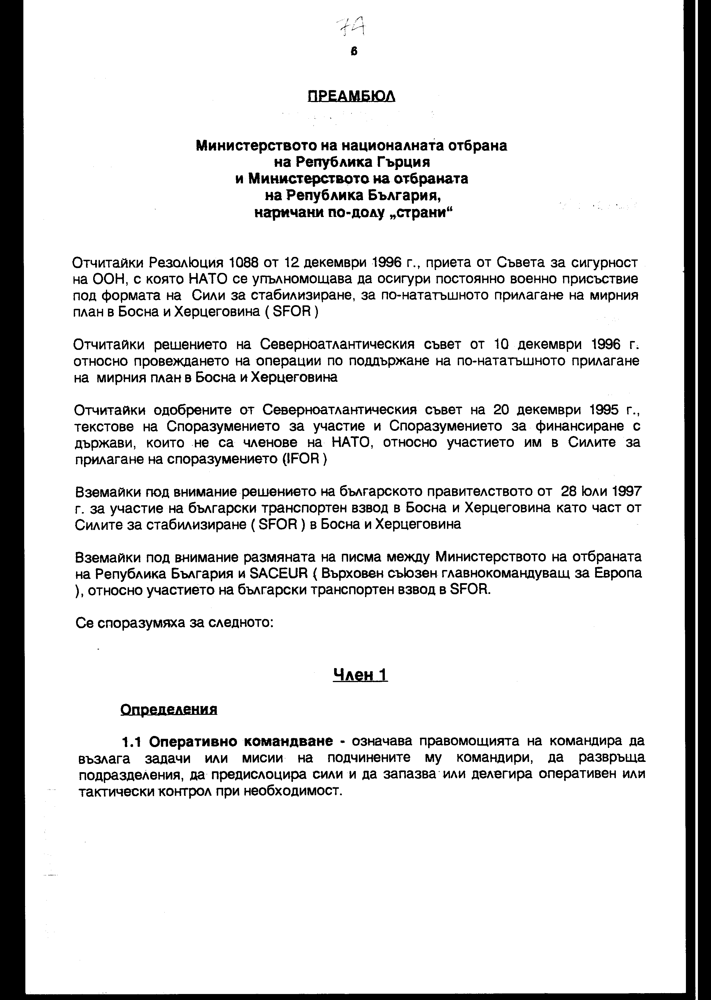 74
6
ПРЕАМБЮЛ
Министерството на националната отбрана
на Република Гърция
и Министерството на отбраната
на Република България,
наричани по-долу „страни“
Отчитайки Резолюция 1088 от 12 декември 1996 г., приета от Съвета за сигурност
на ООН, с която НАТО се упълномощава да осигури постоянно военно присъствие
под формата на Сили за стабилизиране, за по-нататъшното прилагане на мирния
план в Босна и Херцеговина ( SFOR )
Отчитайки решението на Северноатлантическия съвет от 10 декември 1996 г.
относно провеждането на операции по поддържане на по-нататъшното прилагане
на мирния план в Босна и Херцеговина
Отчитайки одобрените от Северноатлантическия съвет на 20 декември 1995 г.,
текстове на Споразумението за участие и Споразумението за финансиране с
държави, които не са членове на НАТО, относно участието им в Силите за
прилагане на споразумението (IFOR )
Вземайки под внимание решението на българското правителството от 28 юли 1997
г. за участие на български транспортен взвод в Босна и Херцеговина като част от
Силите за стабилизиране ( SFOR ) в Босна и Херцеговина
Вземайки под внимание размяната на писма между Министерството на отбраната
на Република България и SACEUR ( Върховен съюзен главнокомандуващ за Европа
), относно участието на български транспортен взвод в SFOR.
Се споразумяха за следното:
Член 1
Определения
1.1 Оперативно командване - означава правомощията на командира да
възлага задачи или мисии на подчинените му командири, да развръща
подразделения, да предислоцира сили и да запазва или делегира оперативен или
тактически контрол при необходимост.